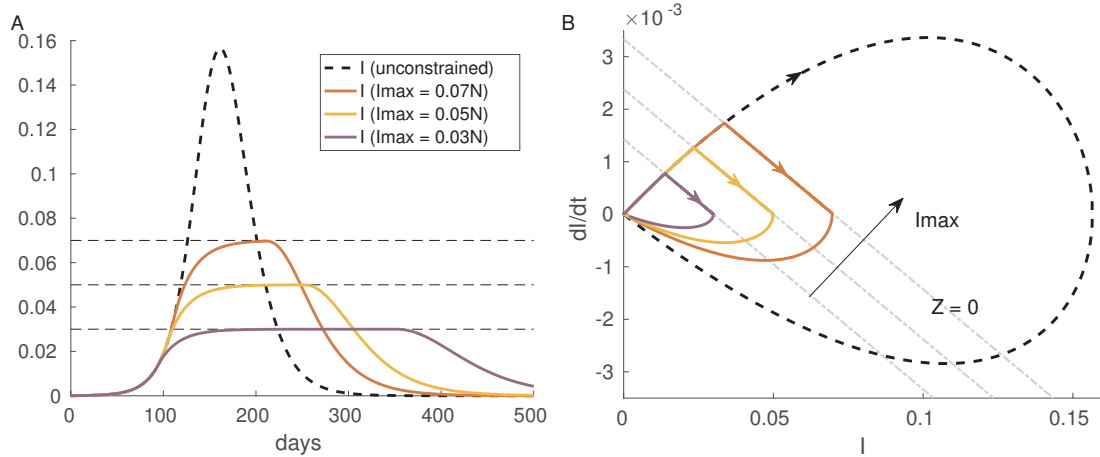 A
0.16
0.14
0.12
0.1
0.08
0.06
0.04
0.02
0
0
100
200
300
400
500
days
I (unconstrained)
I (Imax = 0.07N)
I (Imax = 0.05N)
I (Imax = 0.03N)
B
×10 -3
3
2
1
0
-1
-2
-3
dI/dt
0
0.05
0.1
0.15
I
Imax
Z = 0